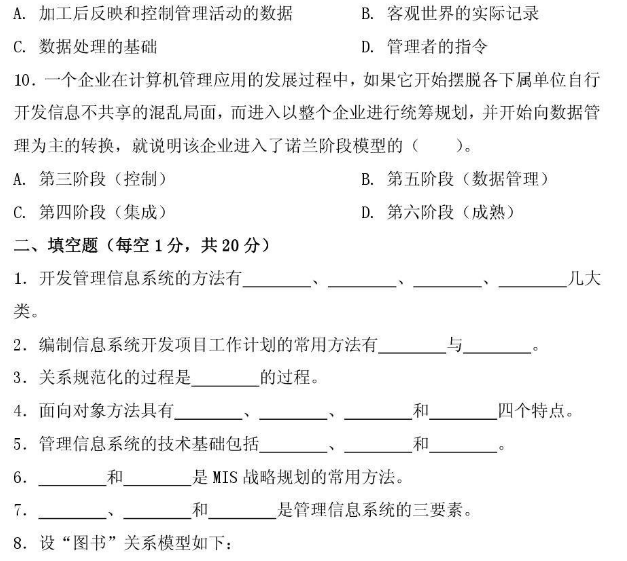 A. 加工后反映和控制管理活动的数据 B. 客观世界的实际记录
C. 数据处理的基础 D. 管理者的指令
10. 一个企业在计算机管理应用的发展过程中，如果它开始摆脱各下属单位自行
开发信息不共享的混乱局面，而进入以整个企业进行统筹规划，并开始向数据管
理为主的转换，就说明该企业进入了诺兰阶段模型的（ ）。
A. 第三阶段（控制） B. 第五阶段（数据管理）
C. 第四阶段（集成） D. 第六阶段（成熟）
二、填空题（每空 1 分，共 20 分）
1. 开发管理信息系统的方法有________、________、________、________几大
类。
2. 编制信息系统开发项目工作计划的常用方法有________与________。
3. 关系规范化的过程是________的过程。
4. 面向对象方法具有________、________、________和________四个特点。
5. 管理信息系统的技术基础包括________、________和________。
6. ________和________是 MIS 战略规划的常用方法。
7. ________、________和________是管理信息系统的三要素。
8. 设“图书”关系模型如下：